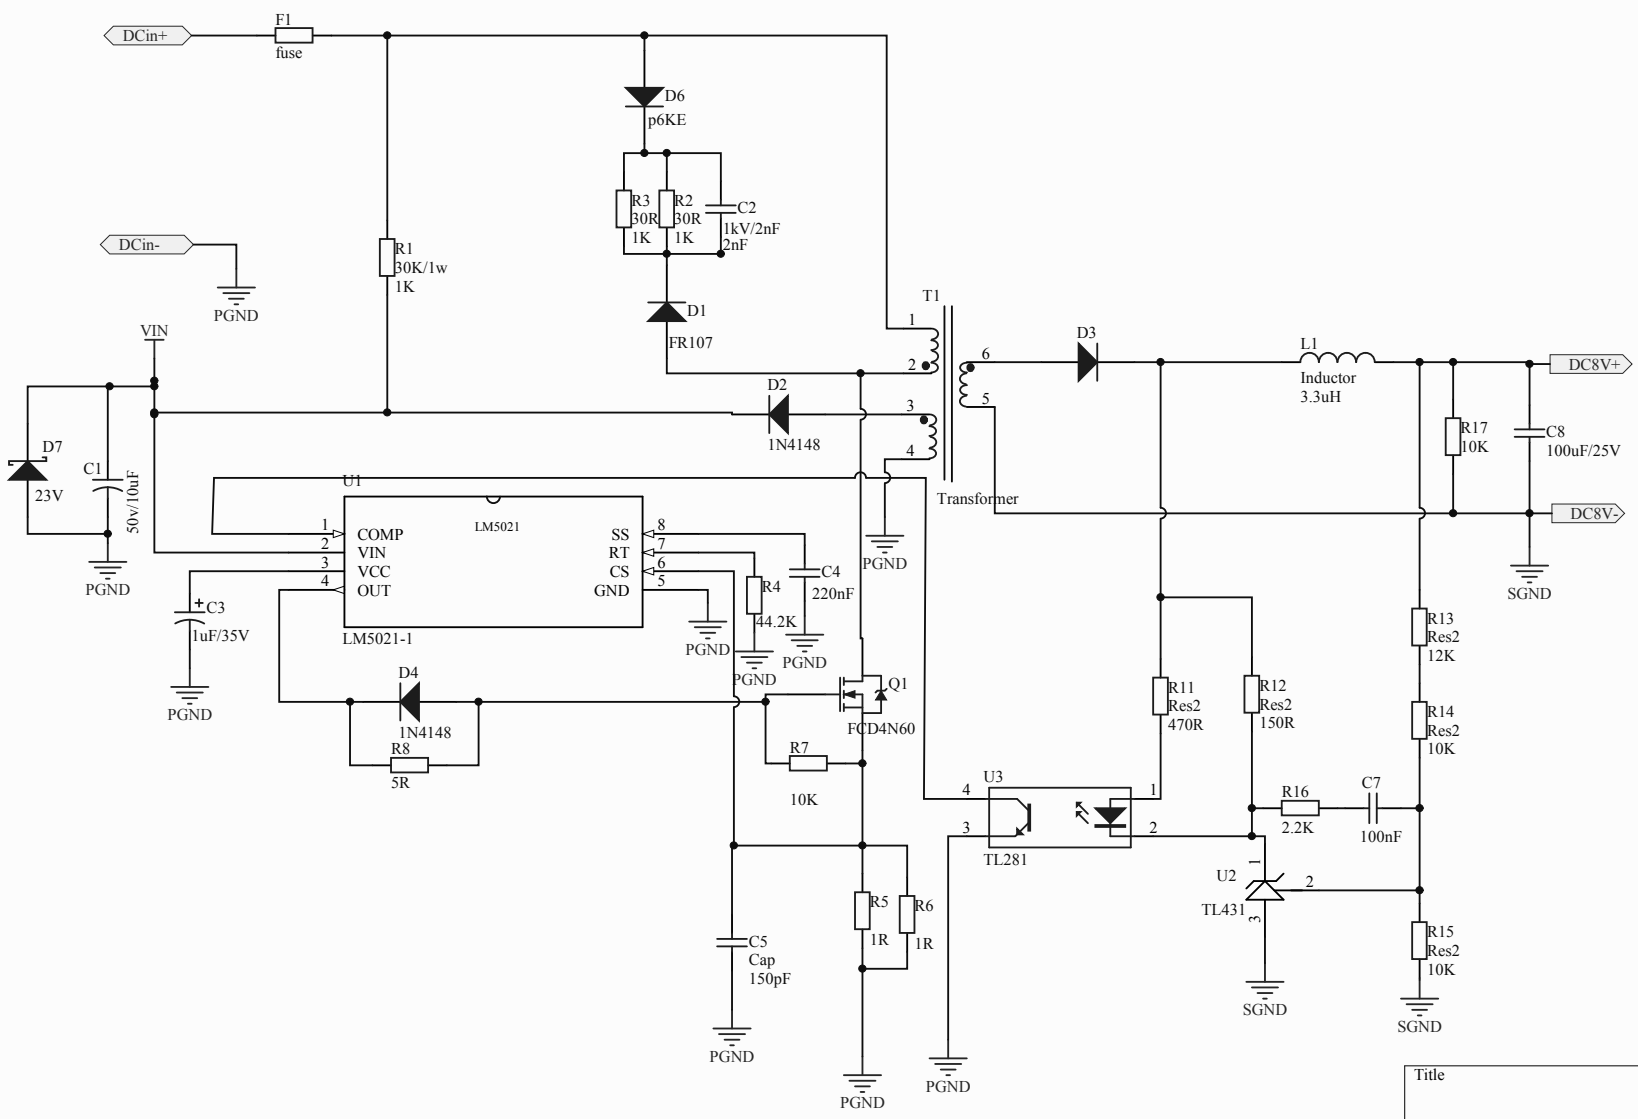 F1
DCin+
fuse
D6
p6KE
R3
30R
1K
R2
30R
1K
C2
1kV/2nF
2nF
DCin-
PGND
R1
30K/1w
1K
D1
FR107
VIN
T1
1
2
3
4
6
5
Transformer
D2
1N4148
D3
L1
Inductor
3.3uH
DC8V+
R17
10K
C8
100uF/25V
DC8V-
SGND
D7
23V
C1
50v/10uF
PGND
U1
LM5021
1
COMP
2
VIN
3
VCC
4
OUT
SS
8
RT
7
CS
6
GND
5
LM5021-1
C3
1uF/35V
PGND
PGND
R4
44.2K
PGND
C4
220nF
PGND
PGND
D4
1N4148
R8
5R
Q1
FCD4N60
R7
10K
R11
Res2
470R
R12
Res2
150R
R13
Res2
12K
R14
Res2
10K
U3
4
3
1
2
TL281
R16
2.2K
C7
100nF
U2
TL431
1
2
3
SGND
R15
Res2
10K
SGND
C5
Cap
150pF
PGND
R5
1R
R6
1R
PGND
PGND
Title